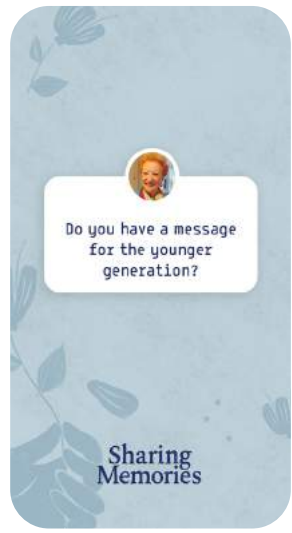 Do you have a message
for the younger
generation?
Sharing
Memories